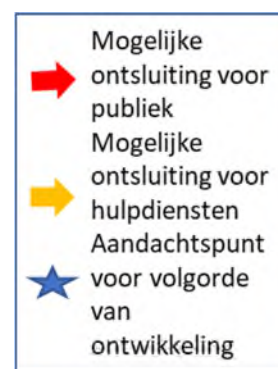 Mogelijke
ontsluiting voor
publiek
Mogelijke
ontsluiting voor
hulpdiensten
Aandachtspunt
voor volgorde
van
ontwikkeling